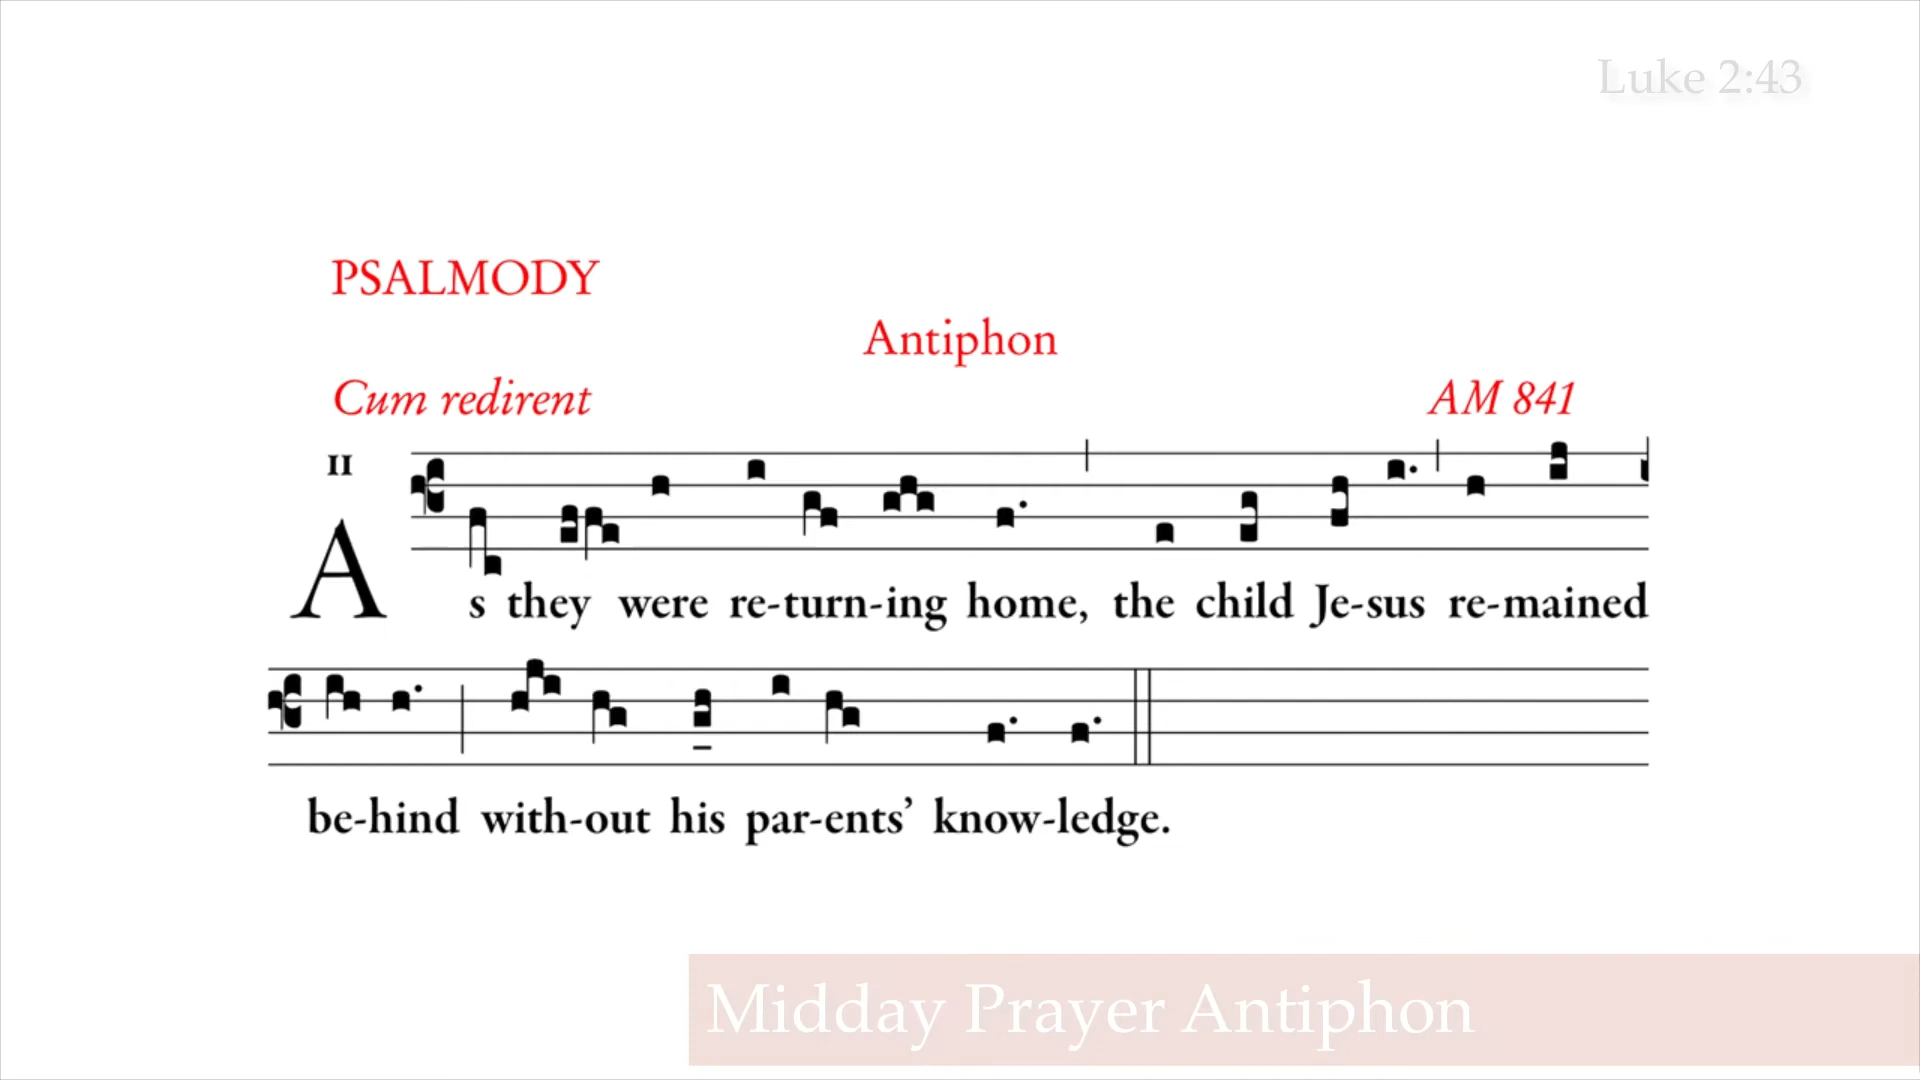 Luke 2:43
PSALMODY
Antiphon
Cum redirent AM 841
II
As they were re-turn-ing home, the child Je-sus re-mained
be-hind with-out his par-ents’ know-ledge.
Midday Prayer Antiphon